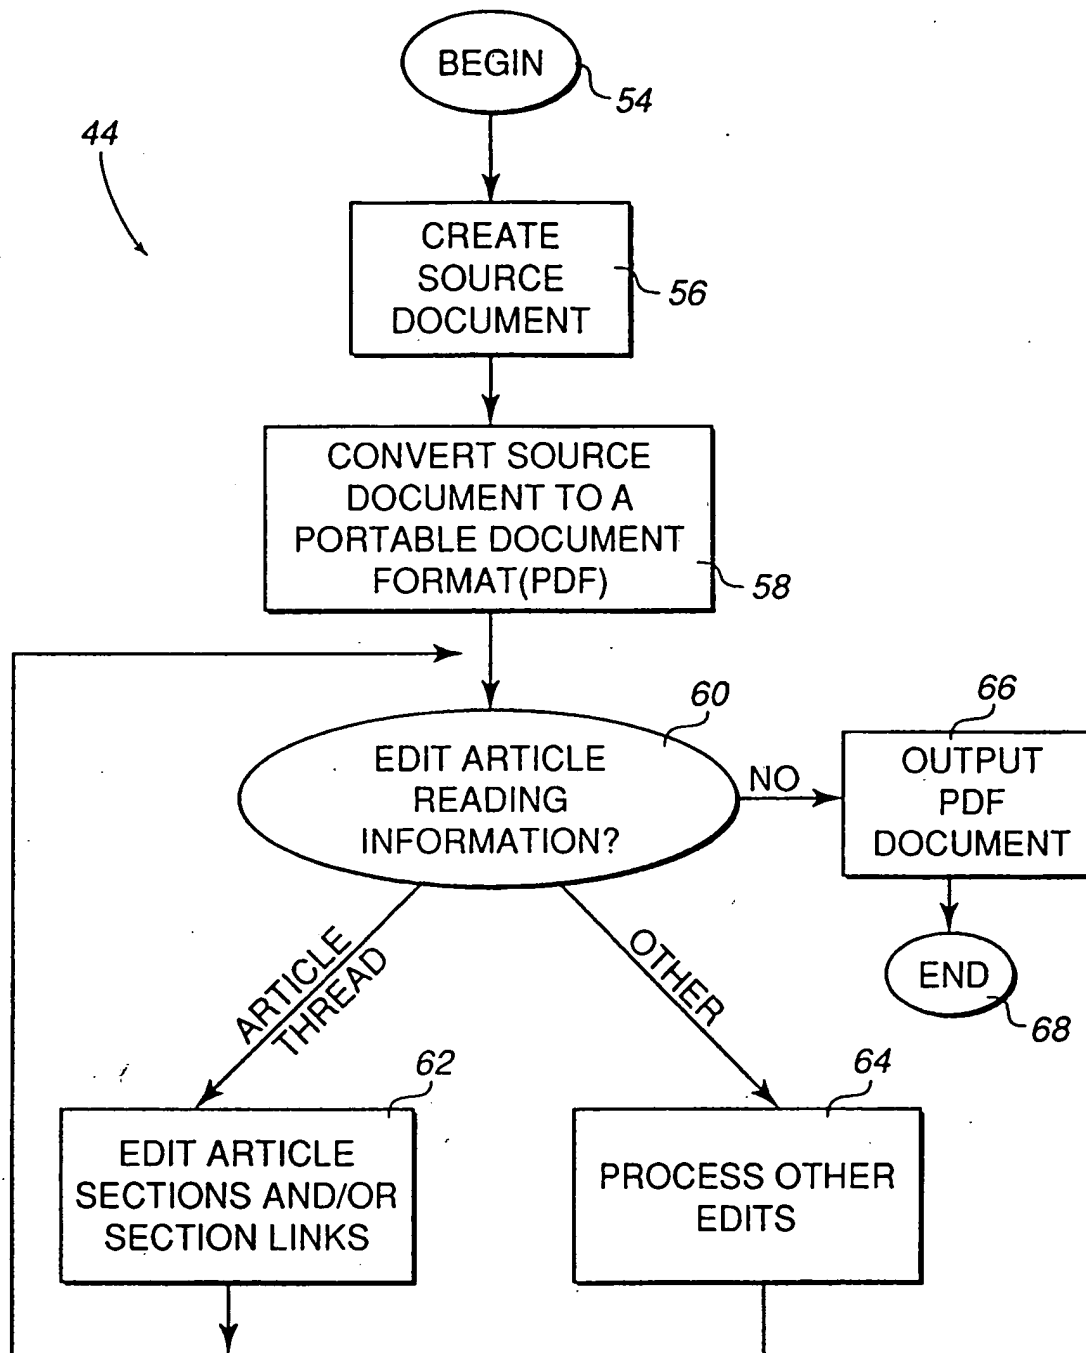 BEGIN
54
44
CREATE
SOURCE
DOCUMENT
56
CONVERT SOURCE
DOCUMENT TO A
PORTABLE DOCUMENT
FORMAT(PDF)
58
60
EDIT ARTICLE
READING
INFORMATION?
NO
66
OUTPUT
PDF
DOCUMENT
END
68
ARTICLE
THREAD
OTHER
62
EDIT ARTICLE
SECTIONS AND/OR
SECTION LINKS
64
PROCESS OTHER
EDITS